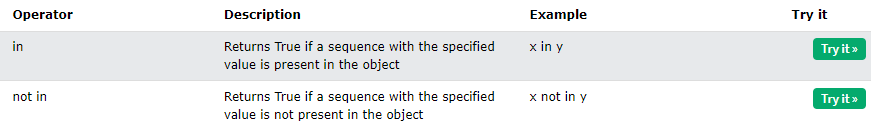 Operator Description Example Try it
in Returns True if a sequence with the specified x in y Try it »
value is present in the object
not in Returns True if a sequence with the specified x not in y Try it »
value is not present in the object